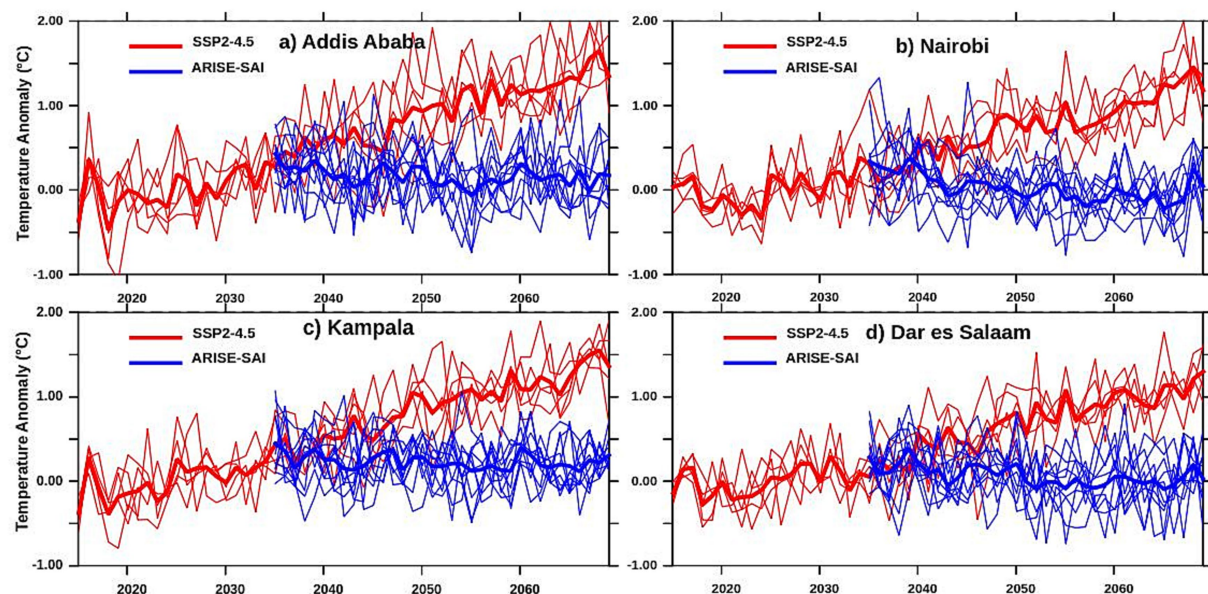 2.00
SSP2-4.5
a) Addis Ababa
ARISE-SAI
1.00
0.00
-1.00
Temperature Anomaly (°C)
2020 2030 2040 2050 2060
2.00
SSP2-4.5
b) Nairobi
ARISE-SAI
1.00
0.00
-1.00
2020 2030 2040 2050 2060
2.00
SSP2-4.5
c) Kampala
ARISE-SAI
1.00
0.00
-1.00
Temperature Anomaly (°C)
2020 2030 2040 2050 2060
2.00
SSP2-4.5
d) Dar es Salaam
ARISE-SAI
1.00
0.00
-1.00
2020 2030 2040 2050 2060